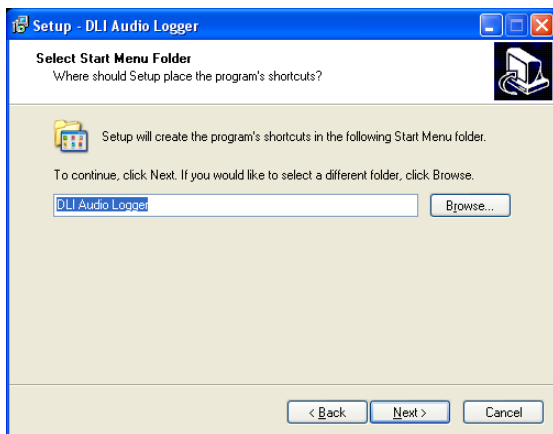 Setup - DLI Audio Logger
Select Start Menu Folder
Where should Setup place the program's shortcuts?
Setup will create the program's shortcuts in the following Start Menu folder.
To continue, click Next. If you would like to select a different folder, click Browse.
DLI Audio Logger
Browse...
< Back
Next >
Cancel